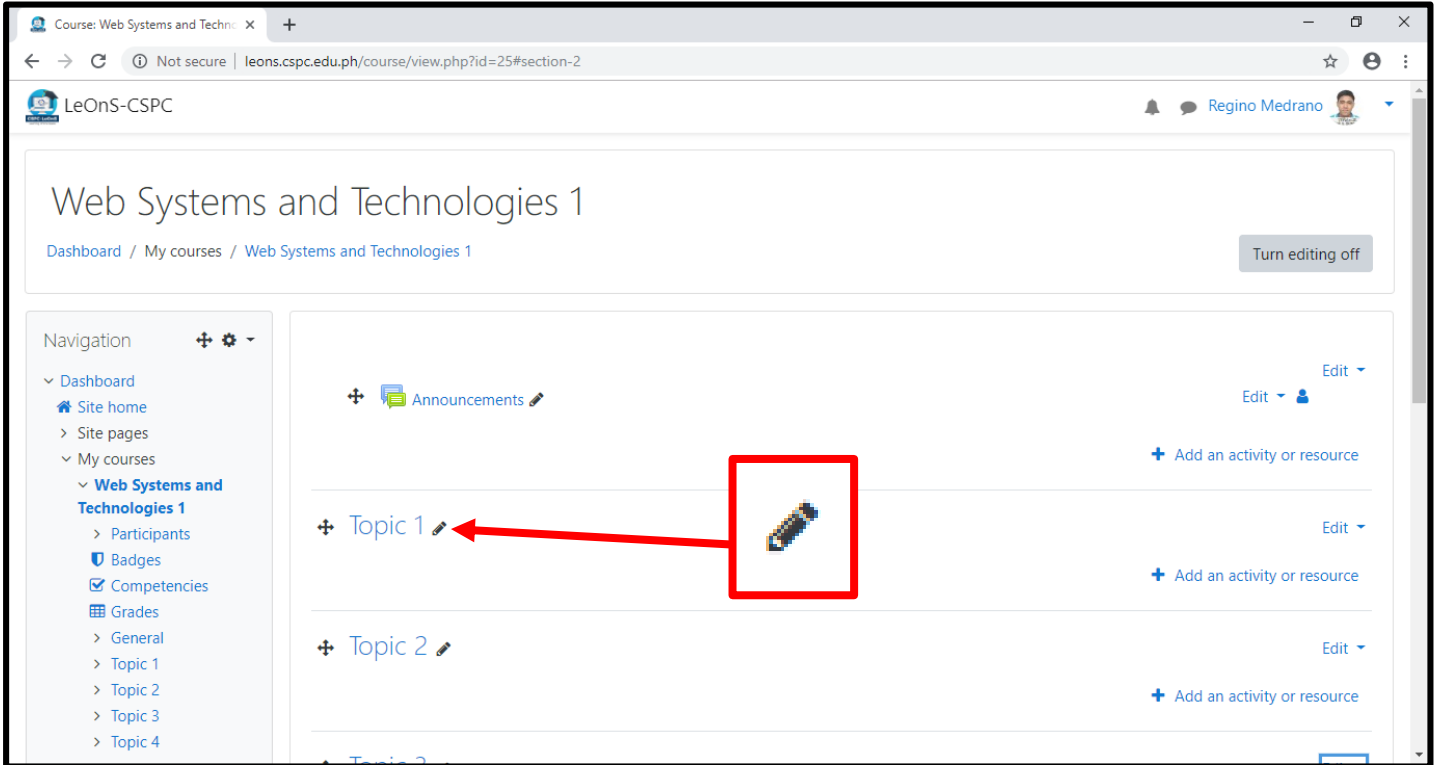 Course: Web Systems and Techno
Not secure | leons.cspc.edu.ph/course/view.php?id=25#section-2
LeOnS-CSPC
Regino Medrano
Web Systems and Technologies 1
Dashboard / My courses / Web Systems and Technologies 1
Turn editing off
Navigation
Dashboard
Site home
Site pages
My courses
Web Systems and
Technologies 1
Participants
Badges
Competencies
Grades
General
Topic 1
Topic 2
Topic 3
Topic 4
Edit
Announcements
Edit
Add an activity or resource
Topic 1
Edit
Add an activity or resource
Topic 2
Edit
Add an activity or resource
Topic 3